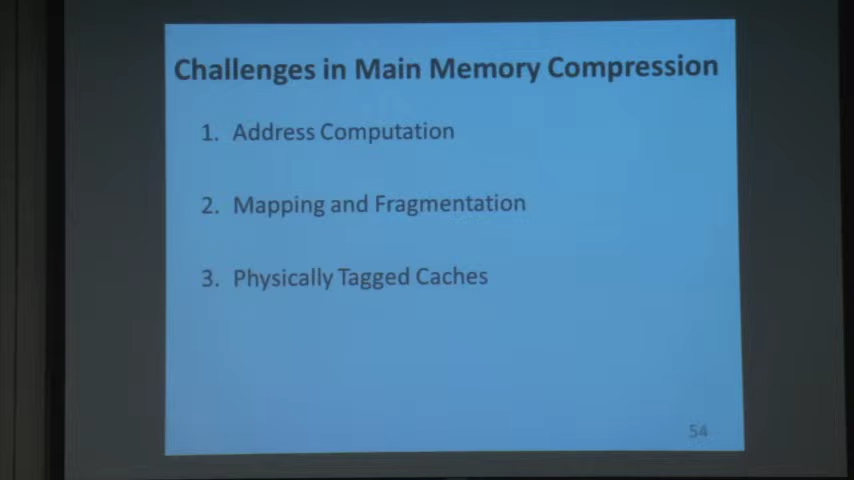 Challenges in Main Memory Compression
1. Address Computation
2. Mapping and Fragmentation
3. Physically Tagged Caches
54